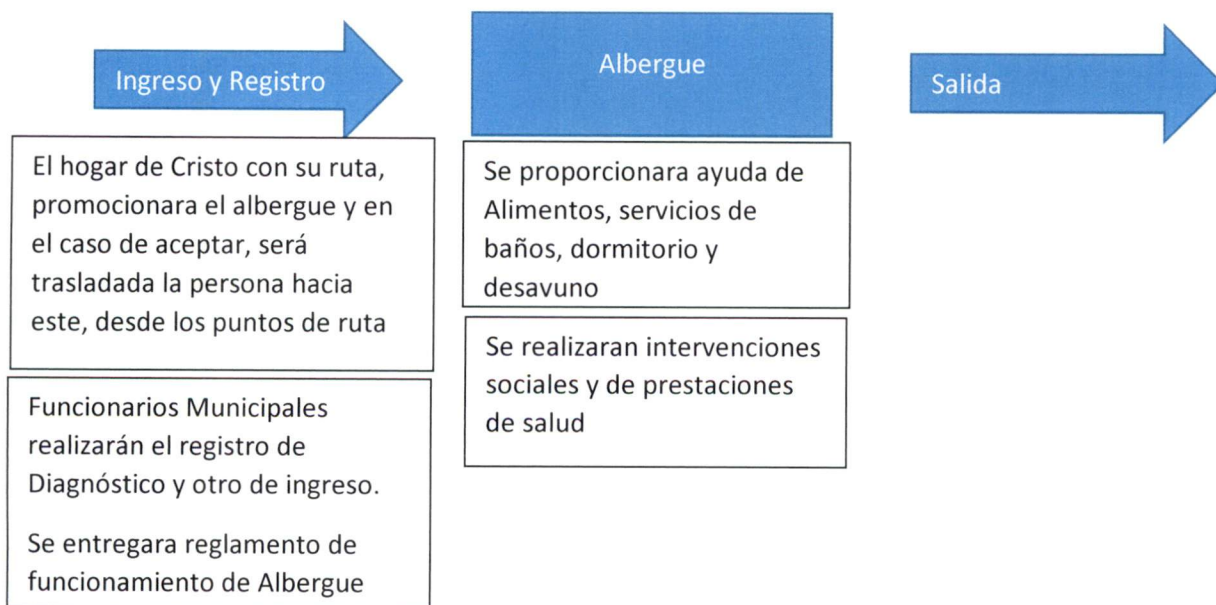 Ingreso y Registro
Albergue
Salida
El hogar de Cristo con su ruta,
promocionara el albergue y en
el caso de aceptar, será
trasladada la persona hacia
este, desde los puntos de ruta
Funcionarios Municipales
realizarán el registro de
Diagnóstico y otro de ingreso.
Se entregara reglamento de
funcionamiento de Albergue
Se proporcionara ayuda de
Alimentos, servicios de
baños, dormitorio y
desavuno
Se realizaran intervenciones
sociales y de prestaciones
de salud